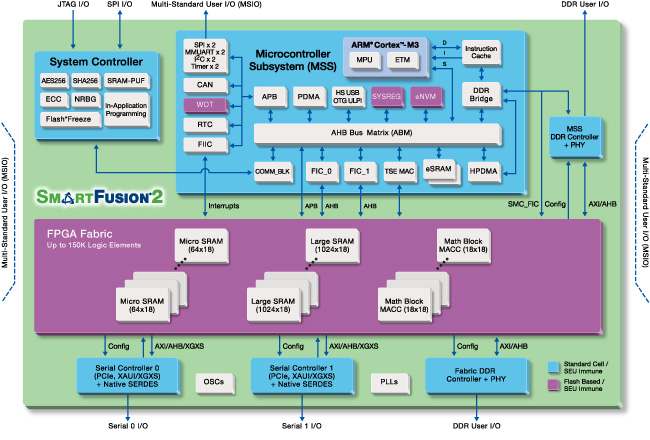 JTAG I/O
SPI I/O
Multi-Standard User I/O (MSIO)
DDR User I/O
System Controller
AES256
SHA256
SRAM-PUF
ECC
NRBG
In-Application
Programming
Flash*Freeze
SPI x 2
MMUART x 2
I²C x 2
Timer x 2
CAN
WDT
RTC
FIIC
Microcontroller
Subsystem (MSS)
ARM® Cortex™-M3
MPU
ETM
D
I
S
Instruction
Cache
DDR
Bridge
APB
PDMA
HS USB
OTG ULPI
SYSREG
eNVM
AHB Bus Matrix (ABM)
COMM_BLK
FIC_0
FIC_1
TSE MAC
eSRAM
HPDMA
MSS
DDR Controller
+ PHY
Multi-Standard User I/O (MSIO)
Multi-Standard User I/O (MSIO)
SMARTFUSION®2
Interrupts
APB
AHB
AHB
SMC_FIC
Config
AXI/AHB
FPGA Fabric
Up to 150K Logic Elements
Micro SRAM
(64x18)
Large SRAM
(1024x18)
Math Block
MACC (18x18)
Micro SRAM
(64x18)
Large SRAM
(1024x18)
Math Block
MACC (18x18)
Config
AXI/AHB/XGXS
Config
AXI/AHB/XGXS
Config
AXI/AHB
Serial Controller 0
(PCIe, XAUI/XGXS)
+ Native SERDES
OSCs
Serial Controller 1
(PCIe, XAUI/XGXS)
+ Native SERDES
PLLs
Fabric DDR
Controller + PHY
Standard Cell /
SEU Immune
Flash Based /
SEU Immune
Serial 0 I/O
Serial 1 I/O
DDR User I/O